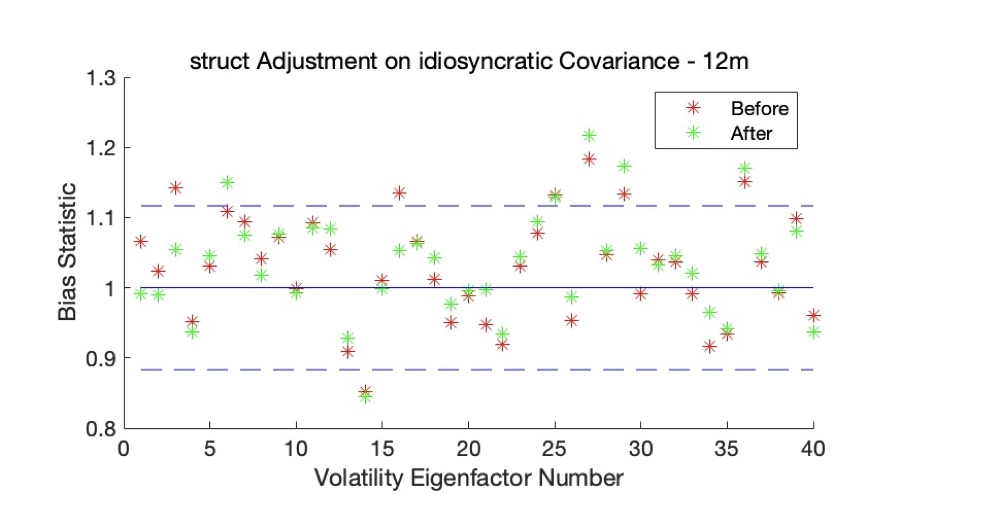 struct Adjustment on idiosyncratic Covariance - 12m
1.3
1.2
1.1
1
0.9
0.8
Bias Statistic
Before
After
0 5 10 15 20 25 30 35 40
Volatility Eigenfactor Number